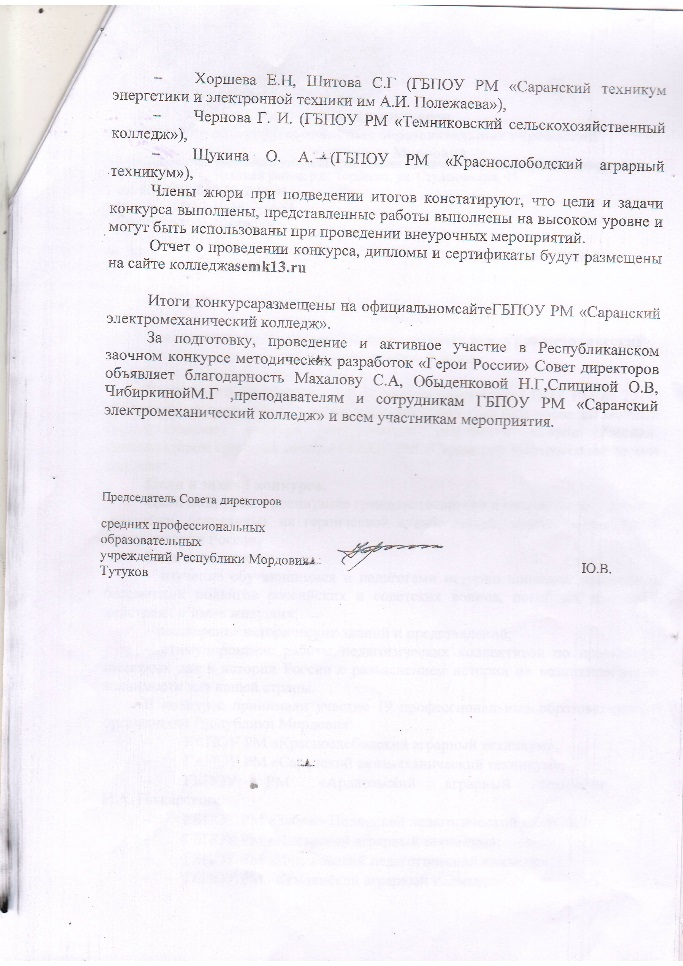 – Хоршева Е.Н, Шитова С.Г (ГБПОУ РМ «Саранский техникум
энергетики и электронной техники им А.И. Полежаева»),
– Чернова Г. И. (ГБПОУ РМ «Темниковский сельскохозяйственный
колледж»),
– Щукина О. А. (ГБПОУ РМ «Краснослободский аграрный
техникум»),
Члены жюри при подведении итогов констатируют, что цели и задачи
конкурса выполнены, представленные работы выполнены на высоком уровне и
могут быть использованы при проведении внеурочных мероприятий.
Отчет о проведении конкурса, дипломы и сертификаты будут размещены
на сайте колледжаsemk13.ru
Итоги конкурсаразмещены на официальномсайтеГБПОУ РМ «Саранский
электромеханический колледж».
За подготовку, проведение и активное участие в Республиканском
заочном конкурсе методических разработок «Герои России» Совет директоров
объявляет благодарность Махалову С.А, Обыденковой Н.Г,Спициной О.В,
ЧибиркинойМ.Г ,преподавателям и сотрудникам ГБПОУ РМ «Саранский
электромеханический колледж» и всем участникам мероприятия.
Председатель Совета директоров
средних профессиональных
образовательных
учреждений Республики Мордовия
Тутуков Ю.В.